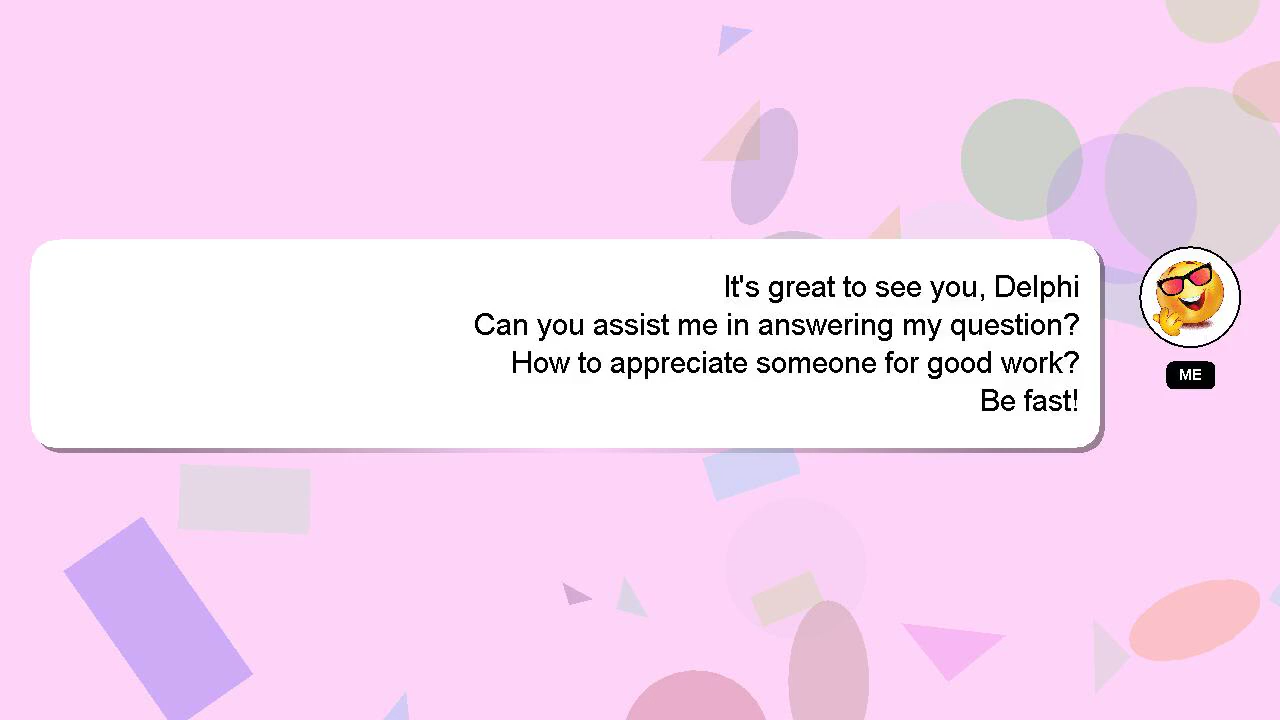 It's great to see you, Delphi
Can you assist me in answering my question?
How to appreciate someone for good work?
Be fast!
ME